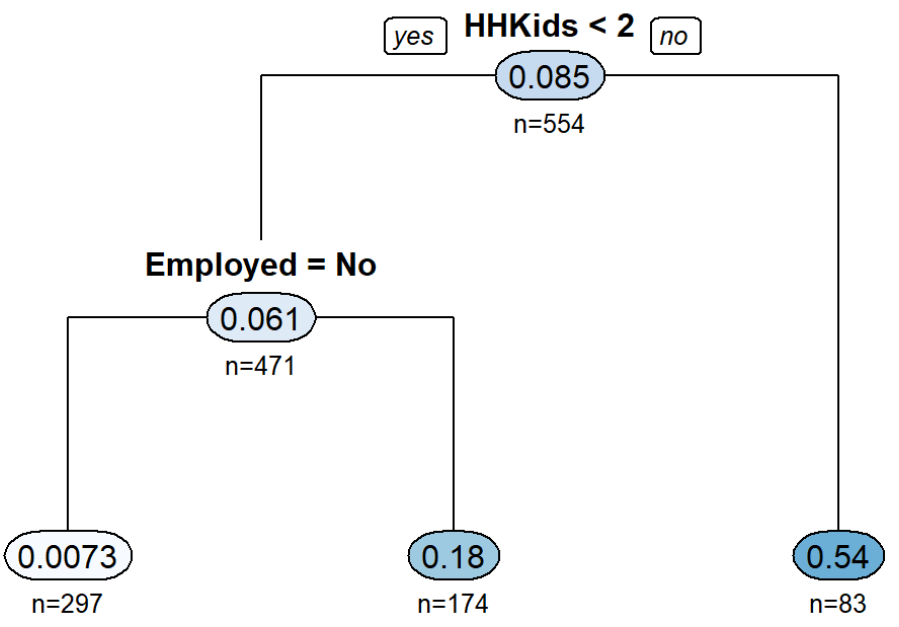 yes HHKids < 2 no
0.085
n=554
Employed = No
0.061
n=471
0.0073 0.18 0.54
n=297 n=174 n=83